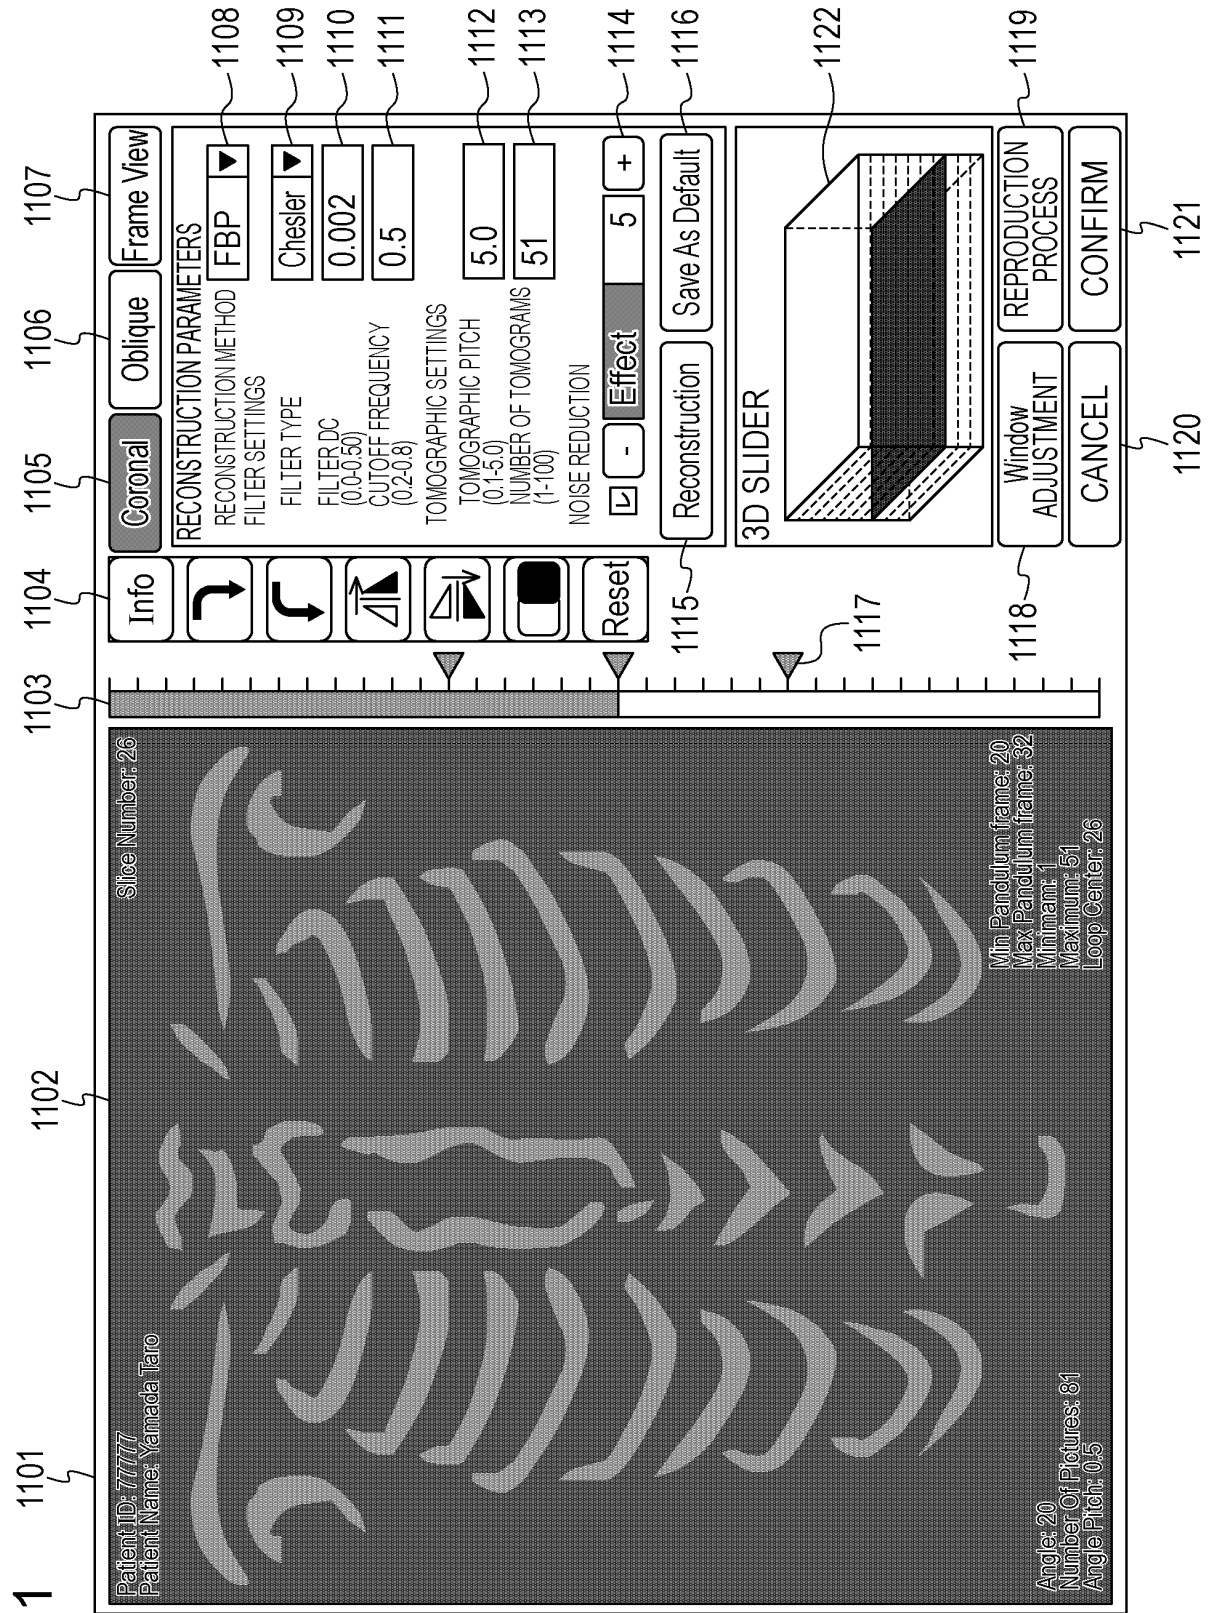 1
1101
1102
1103
1104
1105
1106
1107
Patient ID: 77777
Patient Name: Yamada Taro
Slice Number: 26
Angle: 20
Number Of Pictures: 81
Angle Pitch: 0.5
Min Pandulum frame: 20
Max Pandulum frame: 32
Minimam: 1
Maximum: 51
Loop Center: 26
Info
Reset
1117
Coronal
Oblique
Frame View
RECONSTRUCTION PARAMETERS
RECONSTRUCTION METHOD
FBP
1108
FILTER SETTINGS
FILTER TYPE
Chesler
1109
FILTER DC
(0.0-0.50)
0.002
1110
CUTOFF FREQUENCY
(0.2-0.8)
0.5
1111
TOMOGRAPHIC SETTINGS
TOMOGRAPHIC PITCH
(0.1-5.0)
5.0
1112
NUMBER OF TOMOGRAMS
(1-100)
51
1113
NOISE REDUCTION
- Effect 5 +
1114
Reconstruction
1115
Save As Default
1116
3D SLIDER
1122
Window
ADJUSTMENT
1118
REPRODUCTION
PROCESS
1119
CANCEL
1120
CONFIRM
1121